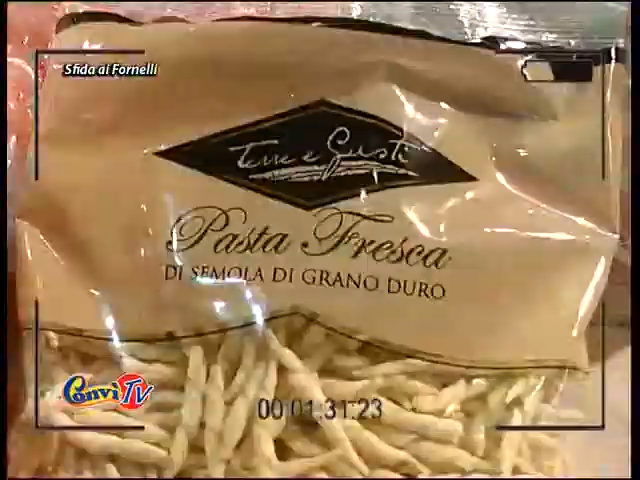 Sfida ai Fornelli
Terre e Gusti
Pasta Fresca
DI SEMOLA DI GRANO DURO
ConviTV
00:01:31:23